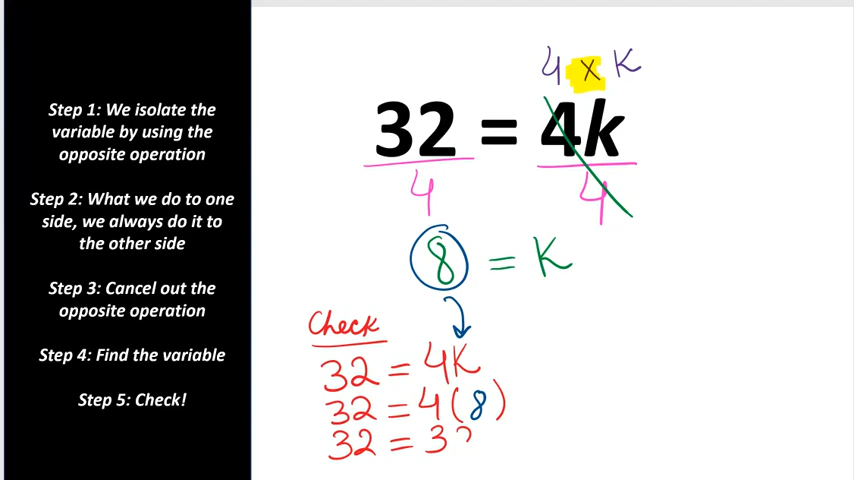 Step 1: We isolate the
variable by using the
opposite operation
Step 2: What we do to one
side, we always do it to
the other side
Step 3: Cancel out the
opposite operation
Step 4: Find the variable
Step 5: Check!
4 x K
32 = 4k
4 4
8 = K
Check
32 = 4K
32 = 4(8)
32 = 3